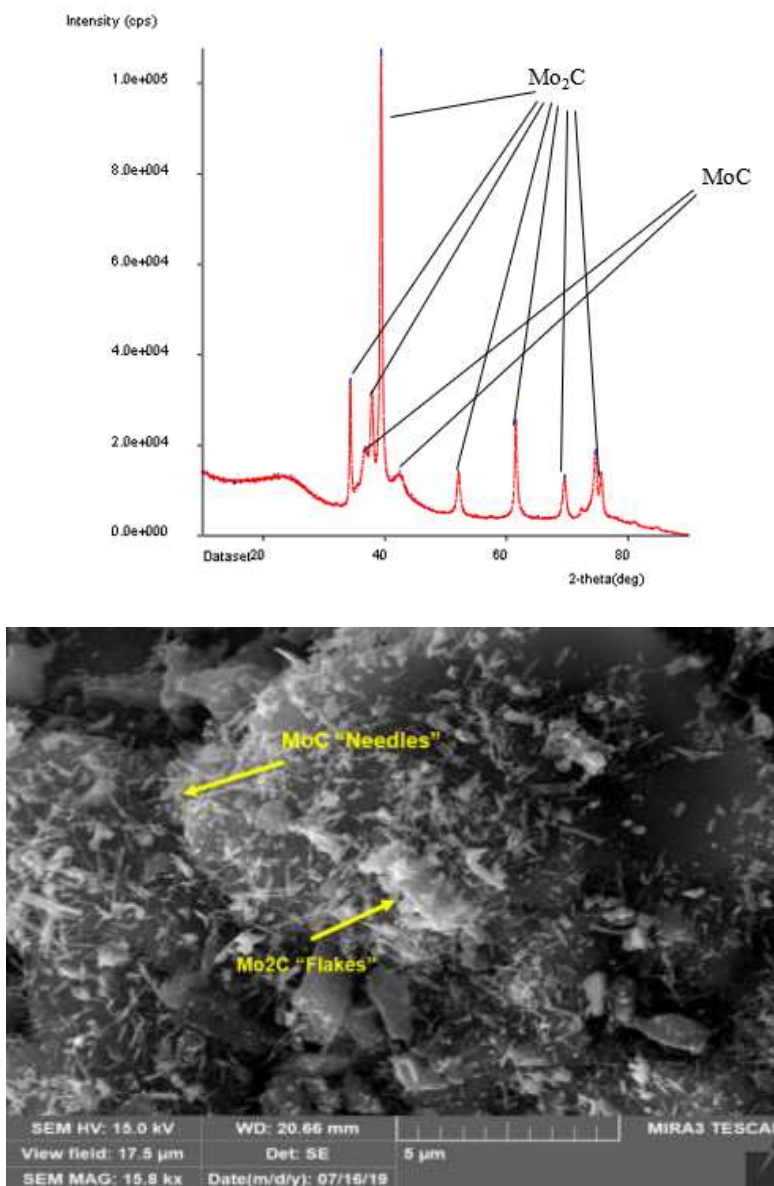 Intensity (cps)
Mo₂C
1.0e+005
8.0e+004
MoC
6.0e+004
4.0e+004
2.0e+004
0.0e+000
Dataset20 40 60 80
2-theta(deg)
MoC "Needles"
Mo2C "Flakes"
SEM HV: 15.0 kV WD: 20.66 mm MIRA3 TESCAN
View field: 17.5 µm Det: SE 5 µm
SEM MAG: 15.8 kx Date(m/d/y): 07/16/19